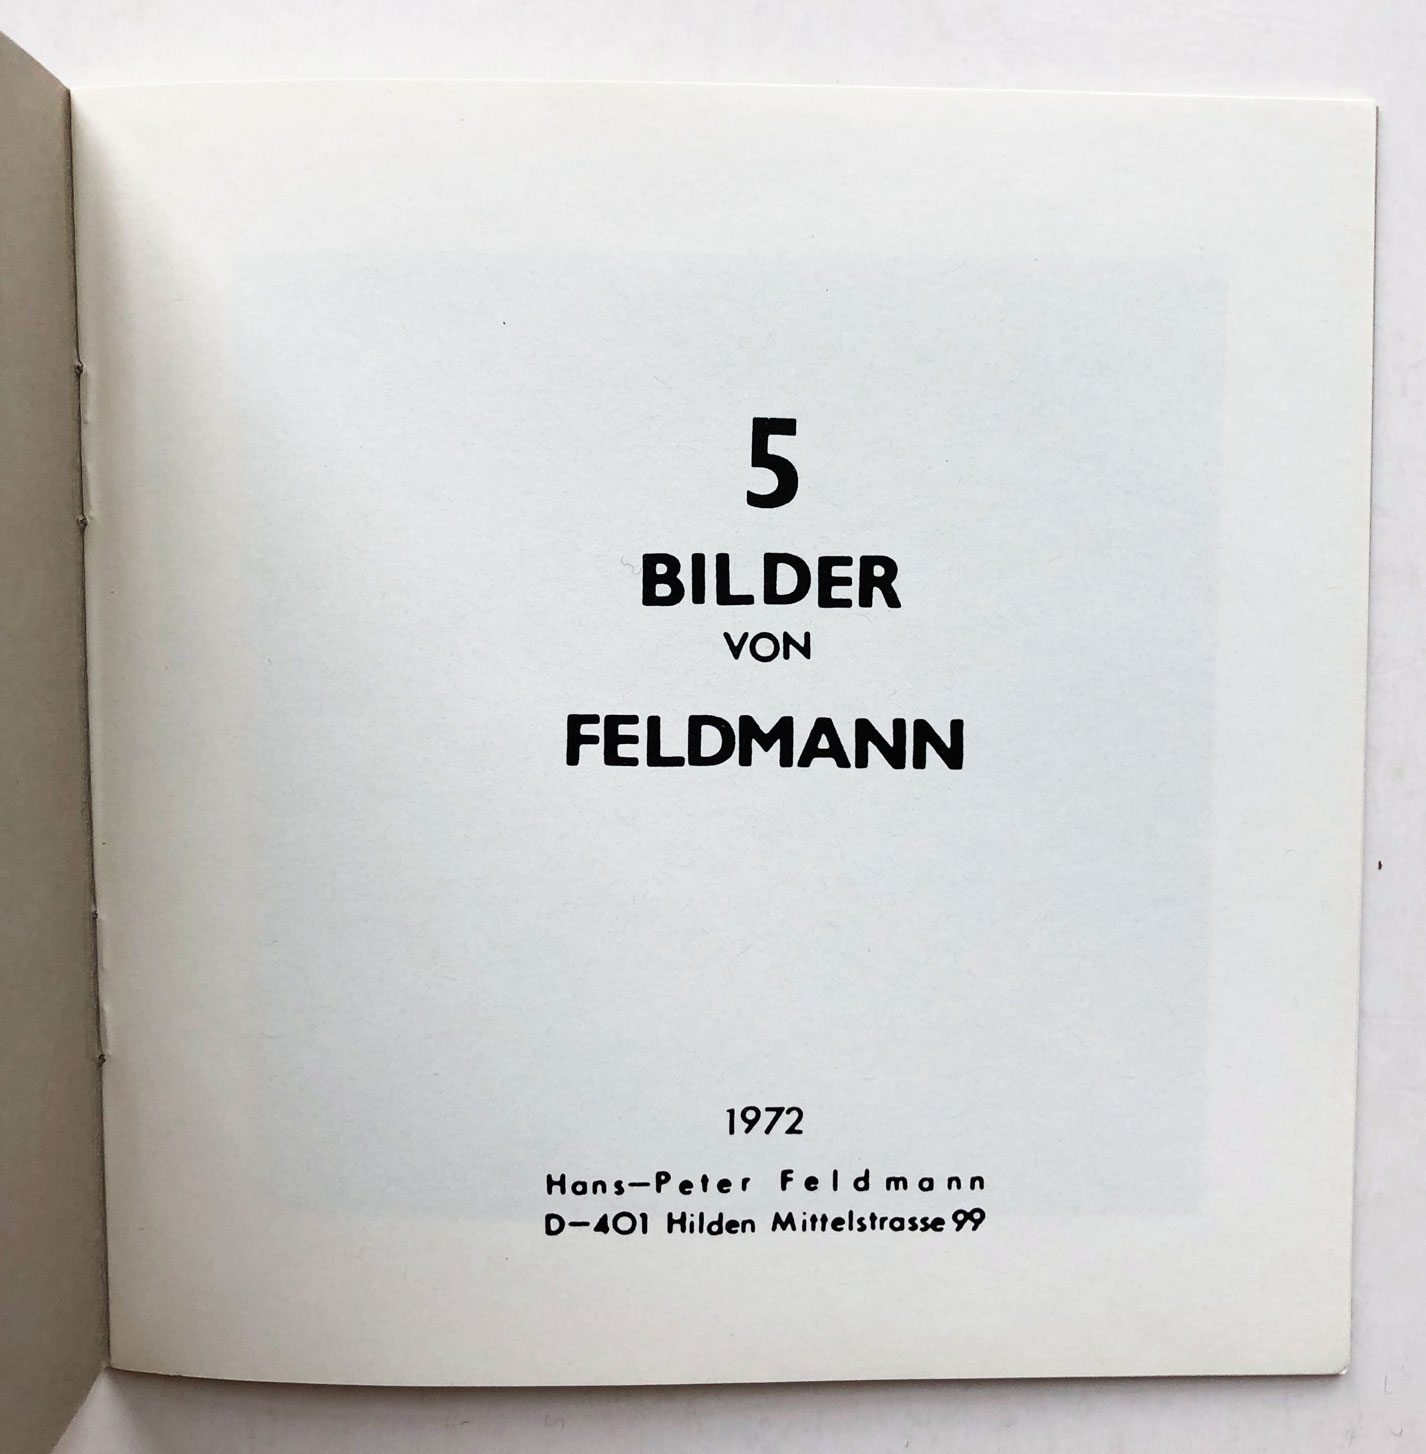 5
BILDER
VON
FELDMANN
1972
Hans-Peter Feldmann
D-401 Hilden Mittelstrasse 99